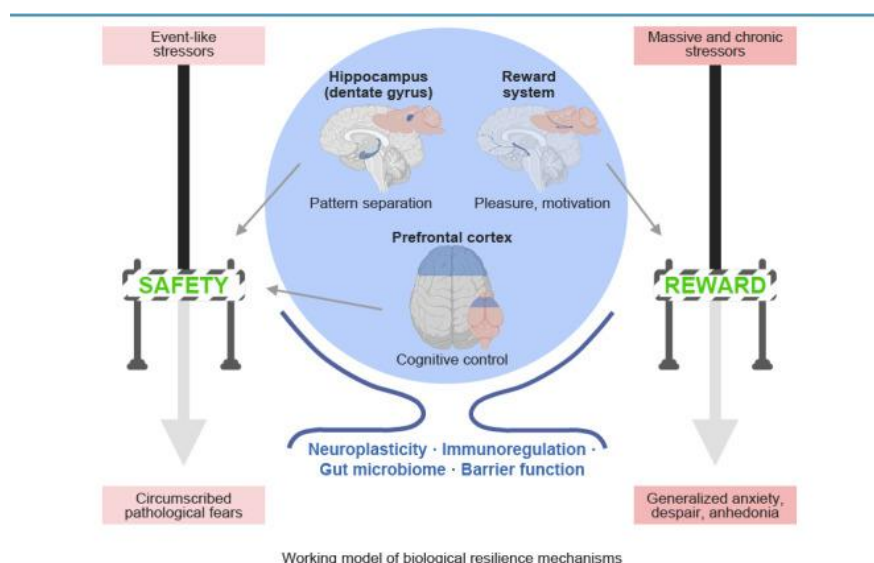 Event-like
stressors
Massive and chronic
stressors
Hippocampus
(dentate gyrus)
Reward
system
Pattern separation
Pleasure, motivation
Prefrontal cortex
SAFETY
REWARD
Cognitive control
Neuroplasticity · Immunoregulation ·
Gut microbiome · Barrier function
Circumscribed
pathological fears
Generalized anxiety,
despair, anhedonia
Working model of biological resilience mechanisms